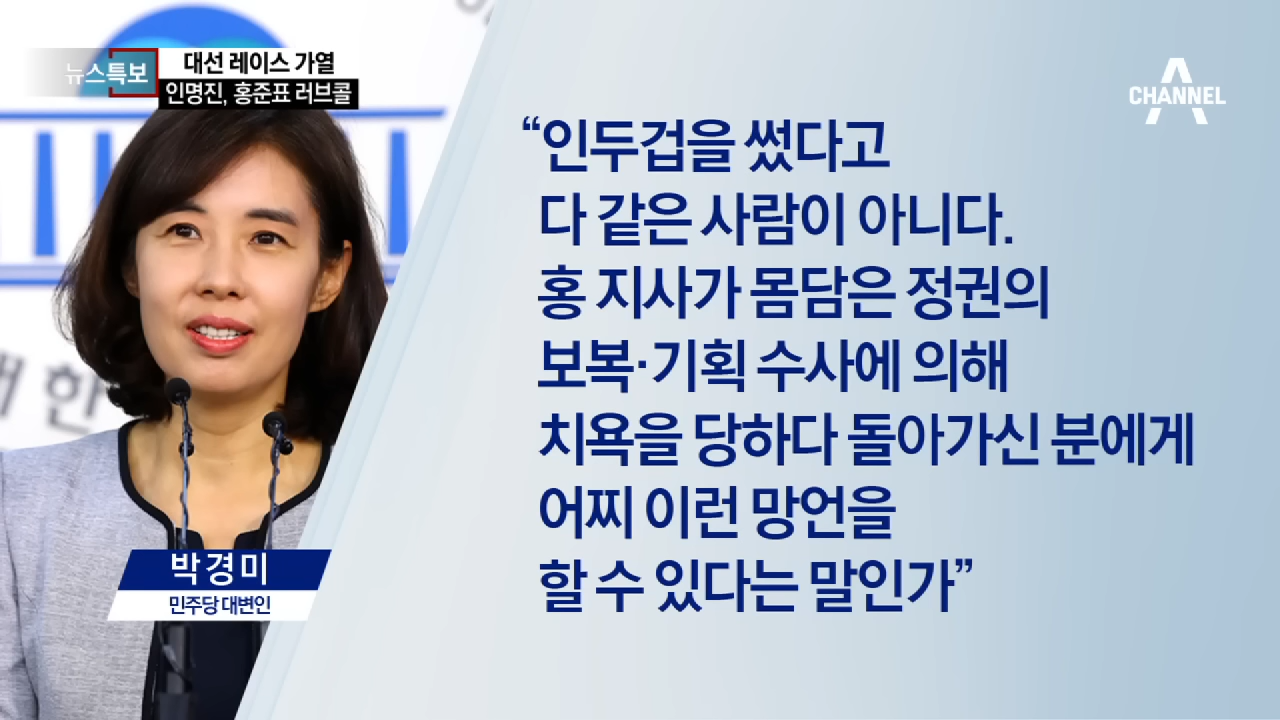 뉴스특보
대선 레이스 가열
인명진, 홍준표 러브콜
CHANNEL A
“인두겁을 썼다고
다 같은 사람이 아니다.
홍 지사가 몸담은 정권의
보복·기획 수사에 의해
치욕을 당하다 돌아가신 분에게
어찌 이런 망언을
할 수 있다는 말인가”
한
박경미
민주당 대변인